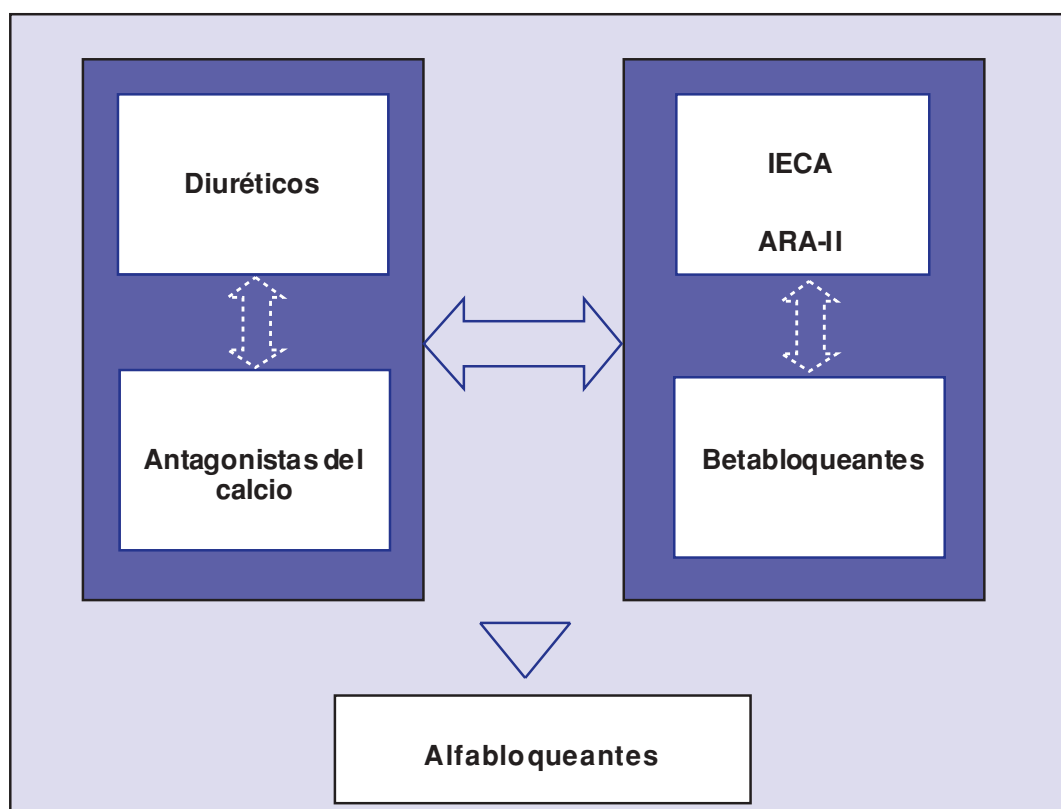 Diuréticos
Antagonistas del
calcio
IECA
ARA-II
Betabloqueantes
Alfabloqueantes